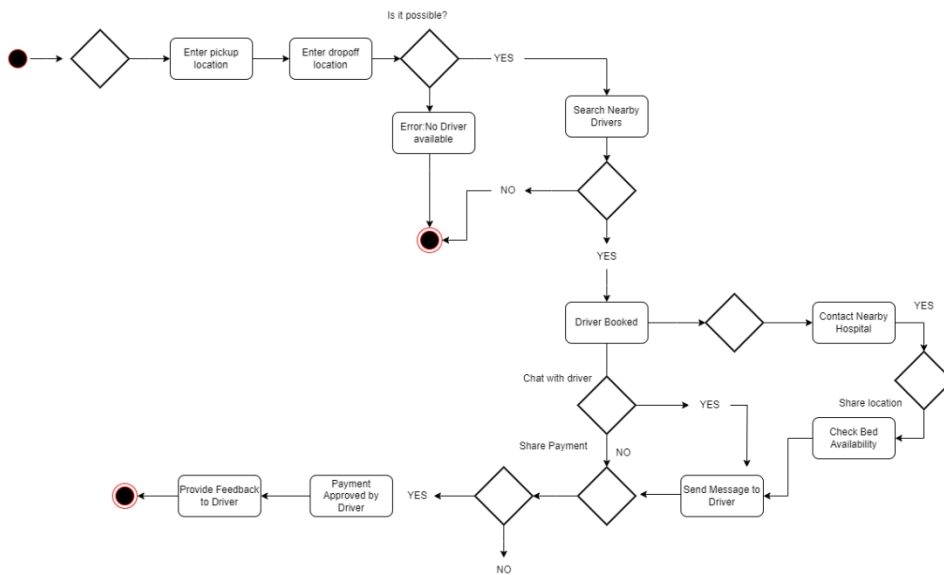 Is it possible?
Enter pickup
location
Enter dropoff
location
YES
Error:No Driver
available
Search Nearby
Drivers
NO
YES
Driver Booked
Contact Nearby
Hospital
YES
Chat with driver
YES
Share location
Check Bed
Availability
Share Payment
NO
Send Message to
Driver
YES
Payment
Approved by
Driver
Provide Feedback
to Driver
NO